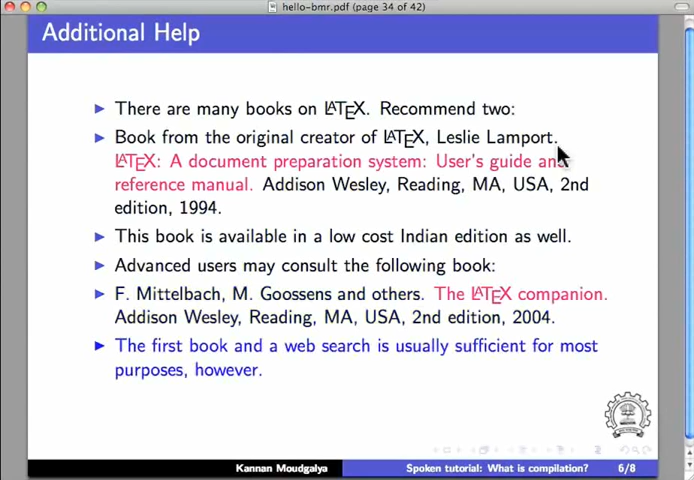 hello-bmr.pdf (page 34 of 42)
Additional Help
There are many books on LATEX. Recommend two:
Book from the original creator of LATEX, Leslie Lamport.
LATEX: A document preparation system: User's guide and
reference manual. Addison Wesley, Reading, MA, USA, 2nd
edition, 1994.
This book is available in a low cost Indian edition as well.
Advanced users may consult the following book:
F. Mittelbach, M. Goossens and others. The LATEX companion.
Addison Wesley, Reading, MA, USA, 2nd edition, 2004.
The first book and a web search is usually sufficient for most
purposes, however.
Kannan Moudgalya Spoken tutorial: What is compilation? 6/8